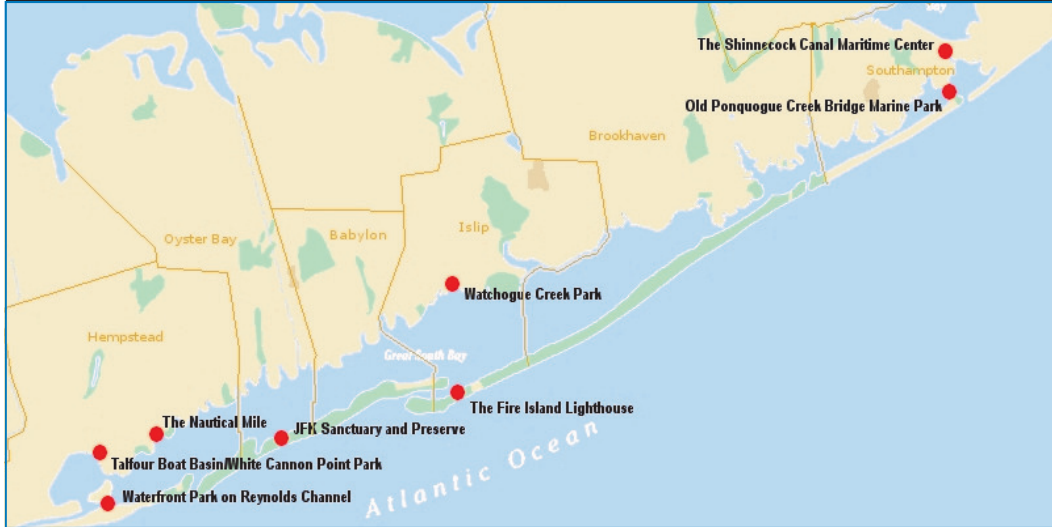 Bay
The Shinnecock Canal Maritime Center
Southampton
Old Ponquogue Creek Bridge Marine Park
Brookhaven
Islip
Babylon
Oyster Bay
Watchogue Creek Park
Hempstead
Great South Bay
The Fire Island Lighthouse
The Nautical Mile
JFK Sanctuary and Preserve
Talfour Boat Basin/White Cannon Point Park
Waterfront Park on Reynolds Channel
Atlantic Ocean